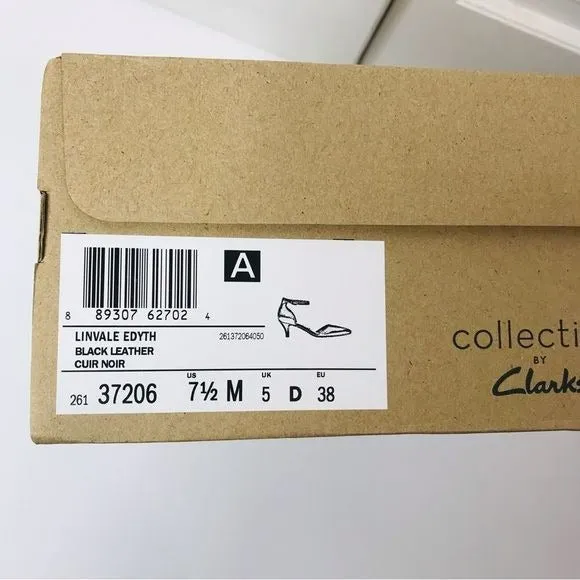 A
8 89307 62702 4
LINVALE EDYTH 261372064050
BLACK LEATHER
CUIR NOIR
US UK EU
261 37206 7½ M 5 D 38
collecti
BY
Clarks